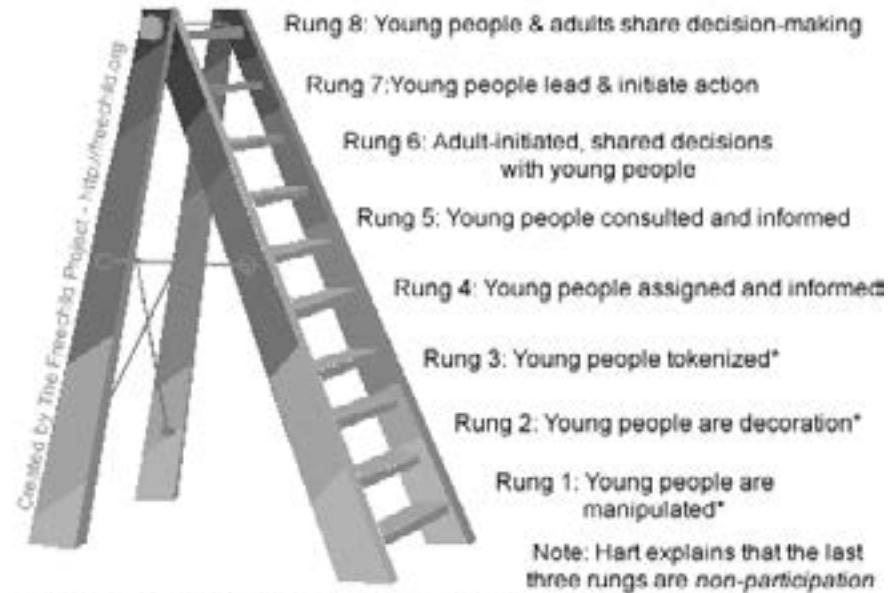 Rung 8: Young people & adults share decision-making
Rung 7:Young people lead & initiate action
Rung 6: Adult-initiated, shared decisions
with young people
Rung 5: Young people consulted and informed
Rung 4: Young people assigned and informed
Rung 3: Young people tokenized*
Rung 2: Young people are decoration*
Rung 1: Young people are
manipulated*
Note: Hart explains that the last
three rungs are non-participation
Created by The Freechild Project - http://freechild.org